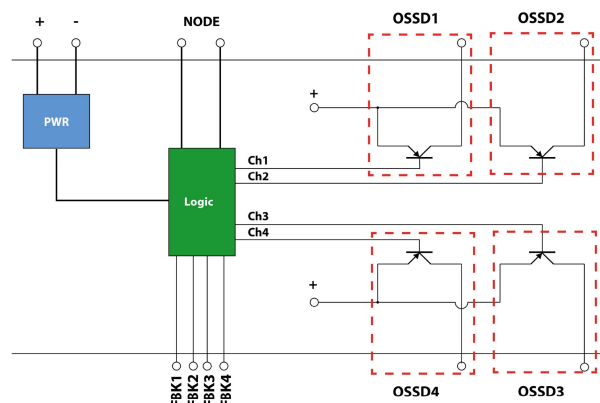 + - NODE OSSD1 OSSD2
+
PWR
Logic
Ch1
Ch2
Ch3
Ch4
+
FBK1
FBK2
FBK3
FBK4
OSSD4 OSSD3